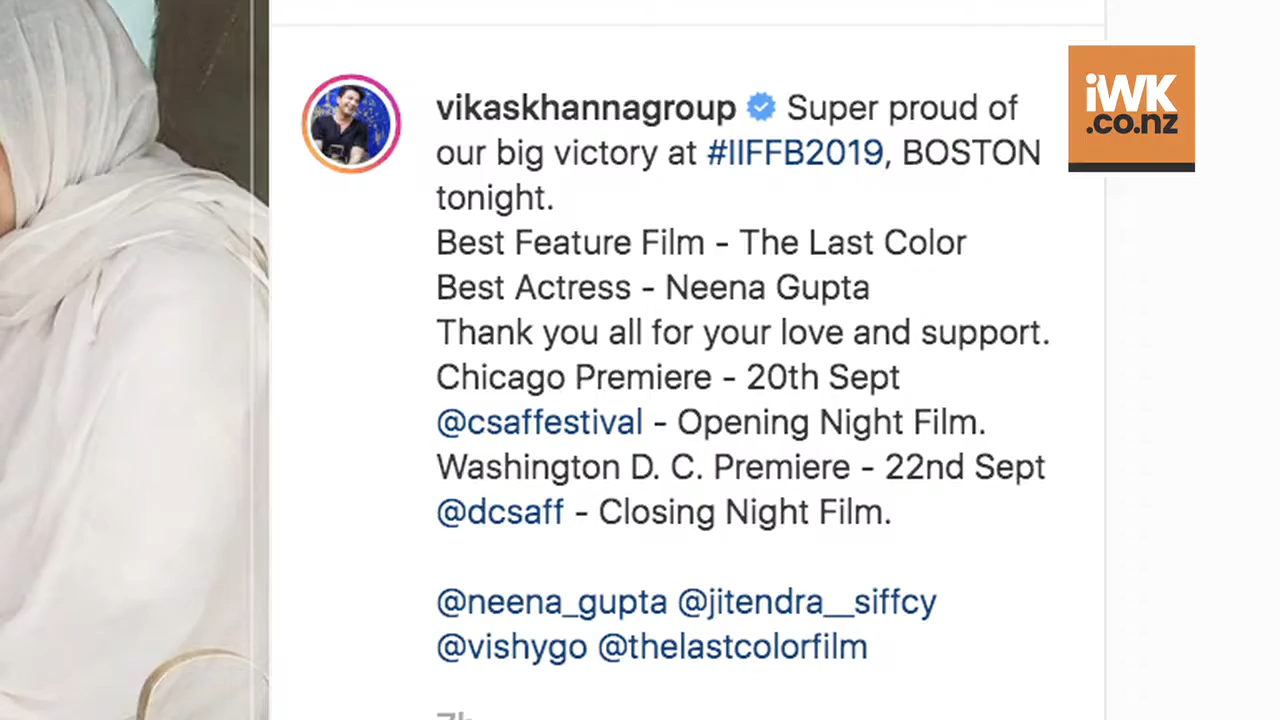 vikaskhannagroup Super proud of
our big victory at #IIFFB2019, BOSTON
tonight.
Best Feature Film - The Last Color
Best Actress - Neena Gupta
Thank you all for your love and support.
Chicago Premiere - 20th Sept
@csaffestival - Opening Night Film.
Washington D. C. Premiere - 22nd Sept
@dcsaff - Closing Night Film.
@neena_gupta @jitendra__siffcy
@vishygo @thelastcolorfilm
iWK
.co.nz